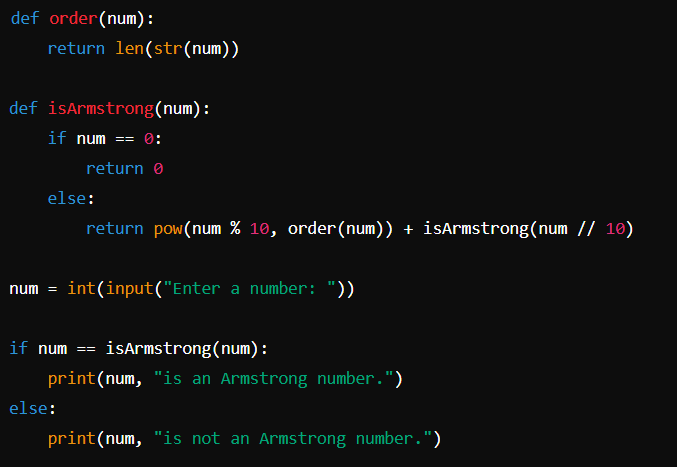 def order(num):
    return len(str(num))

def isArmstrong(num):
    if num == 0:
        return 0
    else:
        return pow(num % 10, order(num)) + isArmstrong(num // 10)

num = int(input("Enter a number: "))

if num == isArmstrong(num):
    print(num, "is an Armstrong number.")
else:
    print(num, "is not an Armstrong number.")